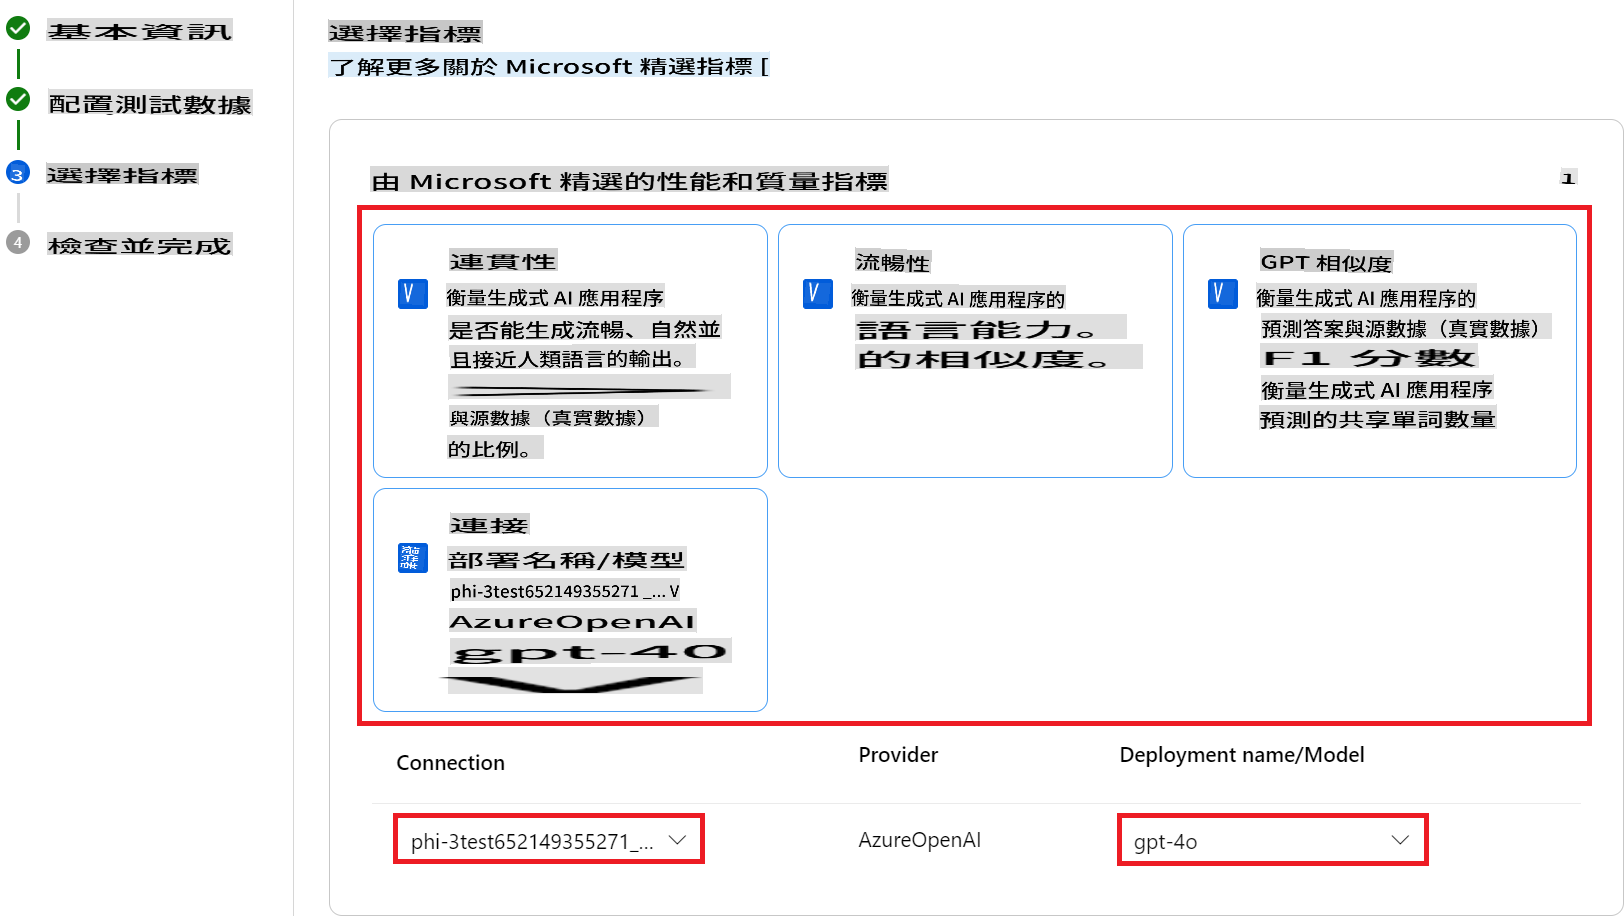 基本資訊
配置測試數據
3
選擇指標
4
檢查並完成
選擇指標
了解更多關於 Microsoft 精選指標 [
由 Microsoft 精選的性能和質量指標
1
V
連貫性
衡量生成式 AI 應用程序
是否能生成流暢、自然並
且接近人類語言的輸出。
與源數據（真實數據）
的比例。
V
流暢性
衡量生成式 AI 應用程序的
語言能力。
的相似度。
V
GPT 相似度
衡量生成式 AI 應用程序的
預測答案與源數據（真實數據）
F1 分數
衡量生成式 AI 應用程序
預測的共享單詞數量
連接
部署名稱/模型
phi-3test652149355271 _... V
AzureOpenAI
gpt-4o
Connection
Provider
Deployment name/Model
phi-3test652149355271_...
AzureOpenAI
gpt-4o